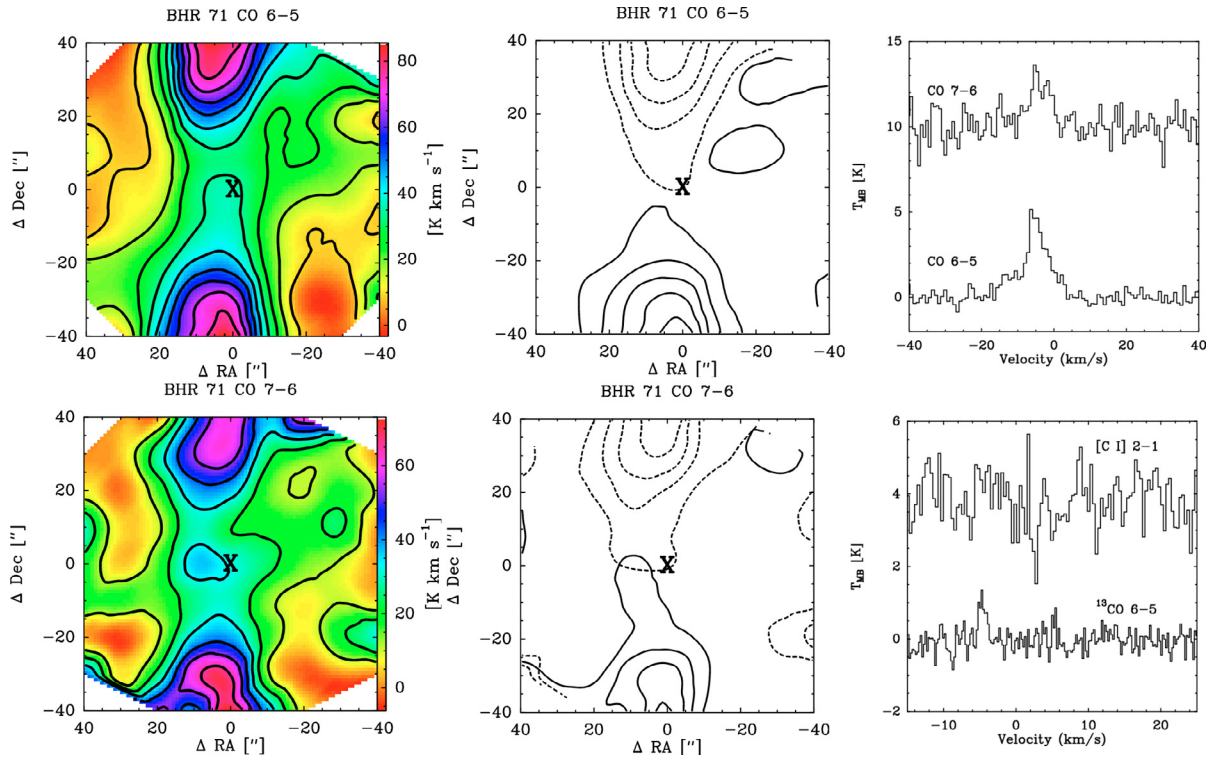 BHR 71 CO 6−5
40
20
0
−20
−40
Δ Dec [″]
X
40 20 0 −20 −40
Δ RA [″]
80
60
40
20
0
[K km s⁻¹]
BHR 71 CO 6−5
40
20
0
−20
−40
Δ Dec [″]
X
40 20 0 −20 −40
Δ RA [″]
15
10
5
0
T_MB [K]
CO 7−6
CO 6−5
−40 −20 0 20 40
Velocity (km/s)
BHR 71 CO 7−6
40
20
0
−20
−40
Δ Dec [″]
X
40 20 0 −20 −40
Δ RA [″]
60
40
20
0
[K km s⁻¹]
BHR 71 CO 7−6
40
20
0
−20
−40
Δ Dec [″]
X
40 20 0 −20 −40
Δ RA [″]
6
4
2
0
−2
T_MB [K]
[C I] 2−1
¹³CO 6−5
0 10 20
Velocity (km/s)